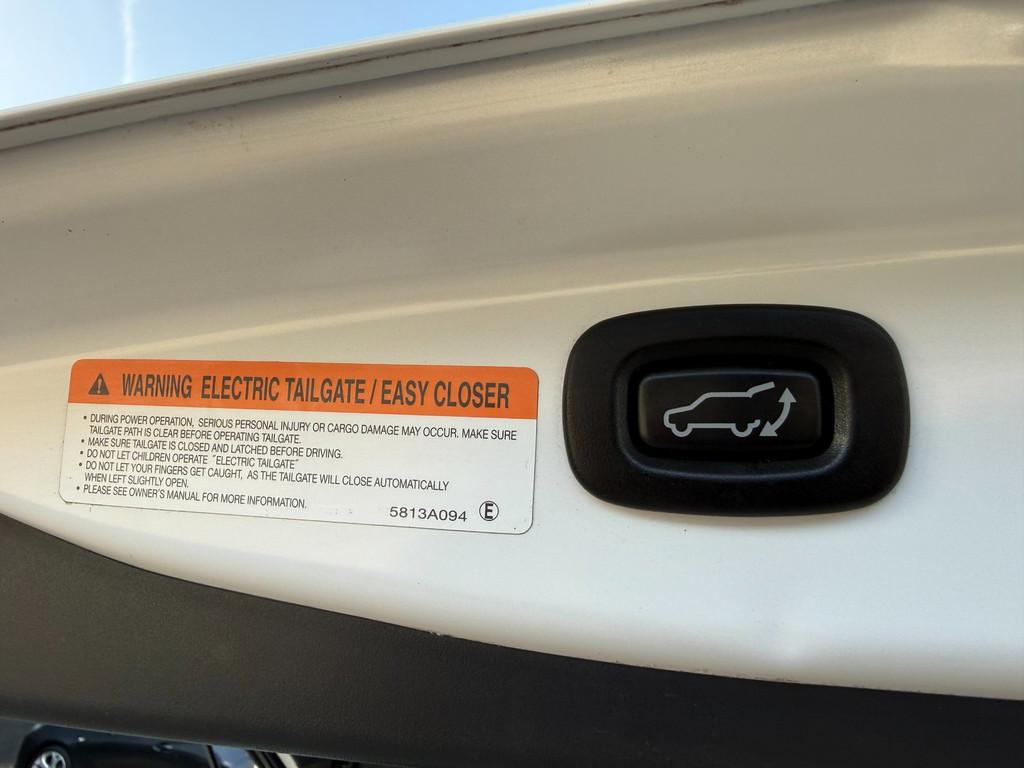 WARNING ELECTRIC TAILGATE / EASY CLOSER
• DURING POWER OPERATION, SERIOUS PERSONAL INJURY OR CARGO DAMAGE MAY OCCUR. MAKE SURE
TAILGATE PATH IS CLEAR BEFORE OPERATING TAILGATE.
• MAKE SURE TAILGATE IS CLOSED AND LATCHED BEFORE DRIVING.
• DO NOT LET CHILDREN OPERATE "ELECTRIC TAILGATE"
• DO NOT LET YOUR FINGERS GET CAUGHT, AS THE TAILGATE WILL CLOSE AUTOMATICALLY
WHEN LEFT SLIGHTLY OPEN.
• PLEASE SEE OWNER'S MANUAL FOR MORE INFORMATION.
5813A094 Ⓔ